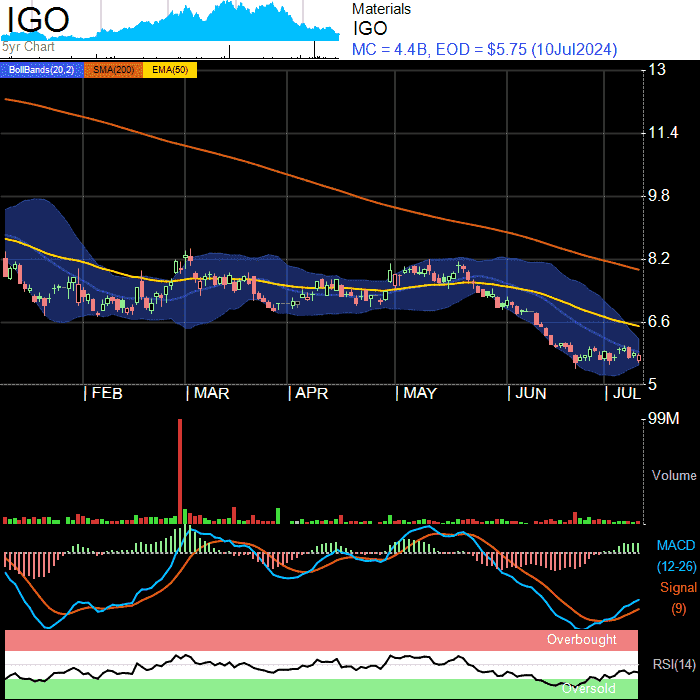 IGO
5yr Chart
Materials
IGO
MC = 4.4B, EOD = $5.75 (10Jul2024)
BollBands(20,2) SMA(200) EMA(50)
13
11.4
9.8
8.2
6.6
5
FEB MAR APR MAY JUN JUL
99M
Volume
MACD
(12-26)
Signal
(9)
Overbought
RSI(14)
Oversold